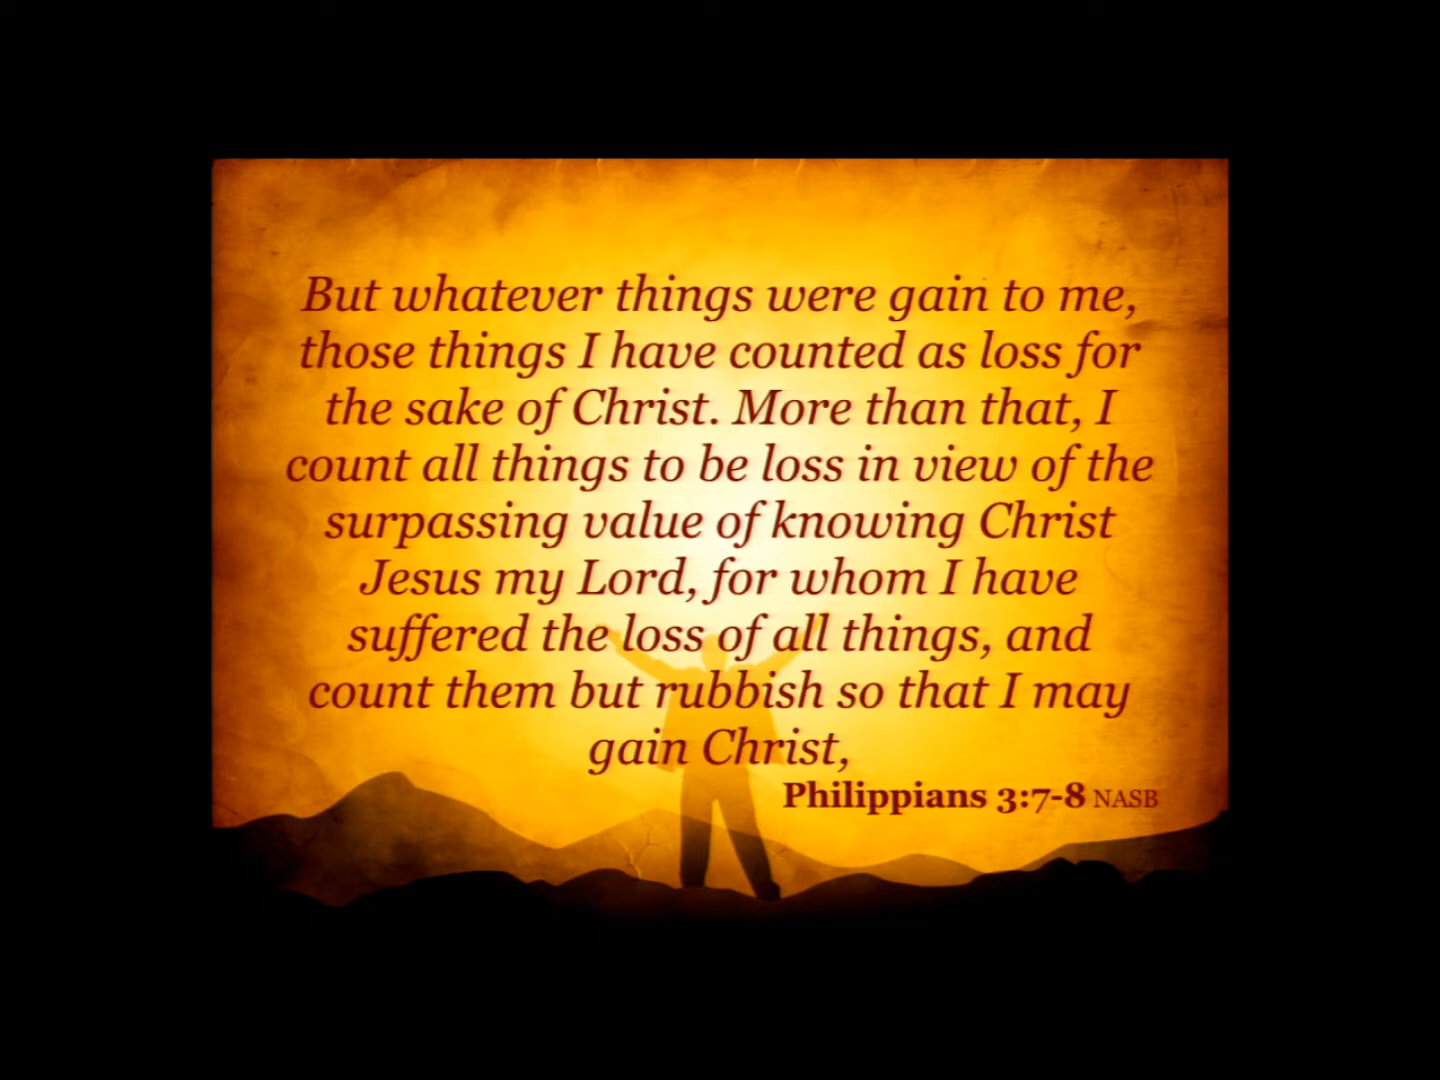 But whatever things were gain to me,
those things I have counted as loss for
the sake of Christ. More than that, I
count all things to be loss in view of the
surpassing value of knowing Christ
Jesus my Lord, for whom I have
suffered the loss of all things, and
count them but rubbish so that I may
gain Christ,
Philippians 3:7-8 NASB